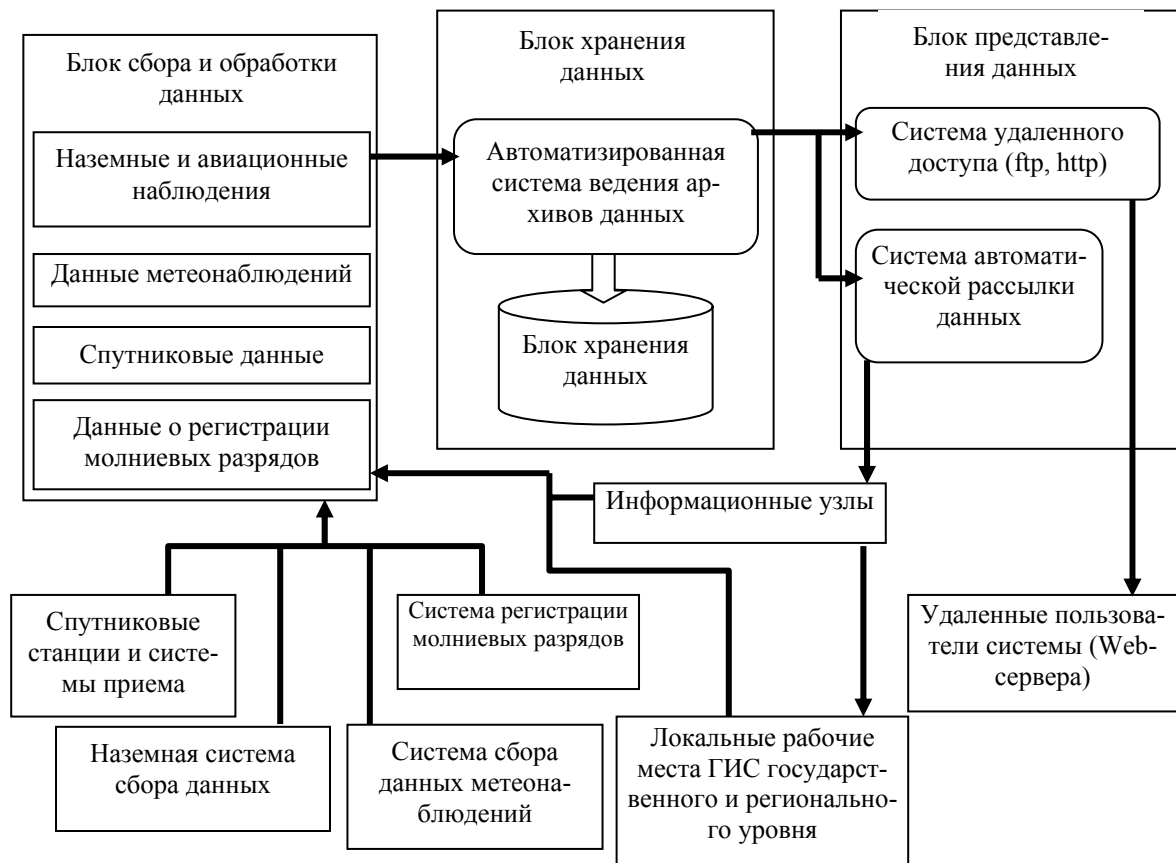 Блок сбора и обработки
данных
Наземные и авиационные
наблюдения
Данные метеонаблюдений
Спутниковые данные
Данные о регистрации
молниевых разрядов
Блок хранения
данных
Автоматизированная
система ведения ар-
хивов данных
Блок хранения
данных
Блок представле-
ния данных
Система удаленного
доступа (ftp, http)
Система автомати-
ческой рассылки
данных
Информационные узлы
Спутниковые
станции и систе-
мы приема
Система регистрации
молниевых разрядов
Удаленные пользова-
тели системы (Web-
сервера)
Наземная система
сбора данных
Система сбора
данных метеона-
блюдений
Локальные рабочие
места ГИС государст-
венного и регионально-
го уровня